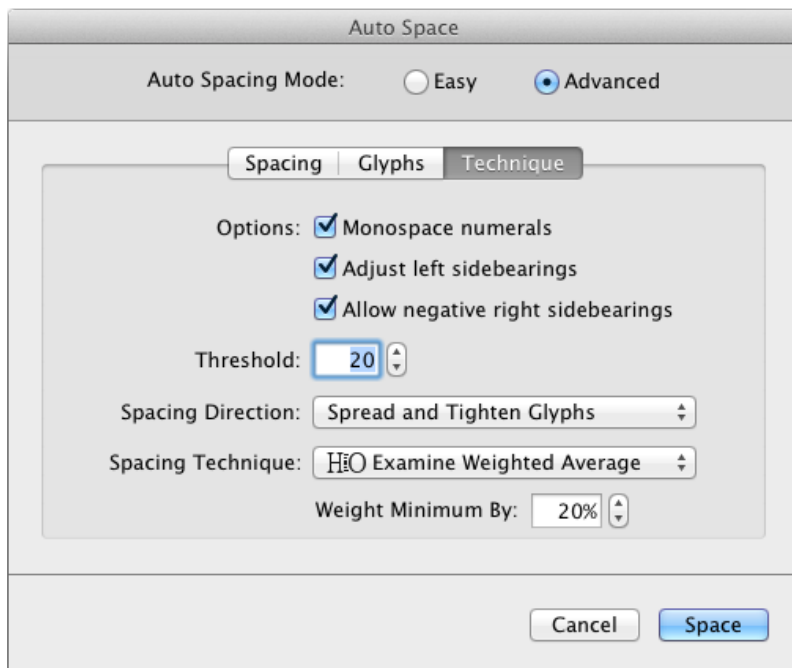 Auto Space
Auto Spacing Mode: Easy Advanced
Spacing Glyphs Technique
Options: Monospace numerals
Adjust left sidebearings
Allow negative right sidebearings
Threshold: 20
Spacing Direction: Spread and Tighten Glyphs
Spacing Technique: HiO Examine Weighted Average
Weight Minimum By: 20%
Cancel Space